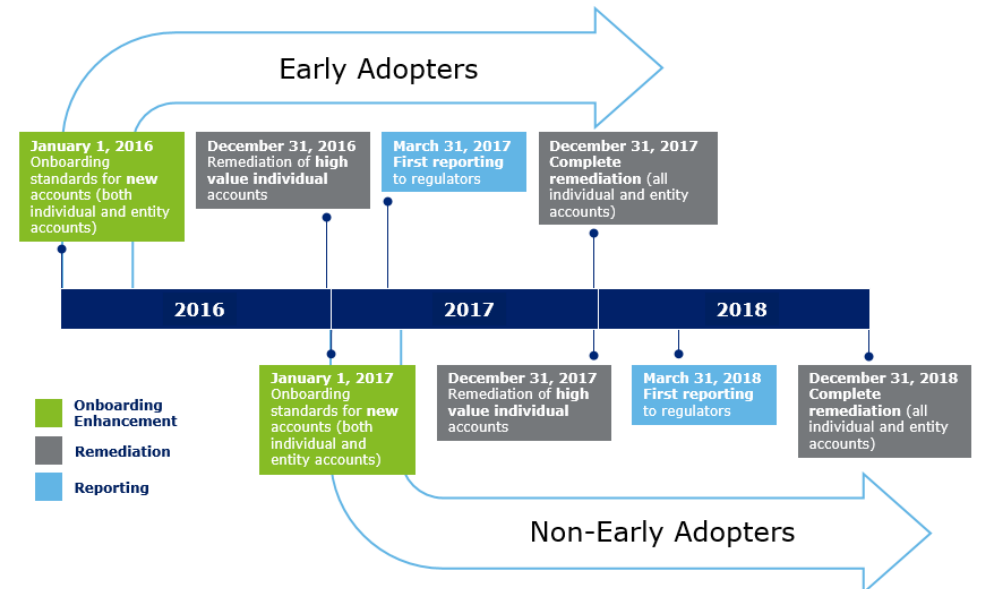 Early Adopters
January 1, 2016
Onboarding
standards for new
accounts (both
individual and entity
accounts)
December 31, 2016
Remediation of high
value individual
accounts
March 31, 2017
First reporting
to regulators
December 31, 2017
Complete
remediation (all
individual and entity
accounts)
2016
2017
2018
January 1, 2017
Onboarding
standards for new
accounts (both
individual and
entity accounts)
December 31, 2017
Remediation of high
value individual
accounts
March 31, 2018
First reporting
to regulators
December 31, 2018
Complete
remediation (all
individual and entity
accounts)
Onboarding
Enhancement
Remediation
Reporting
Non-Early Adopters